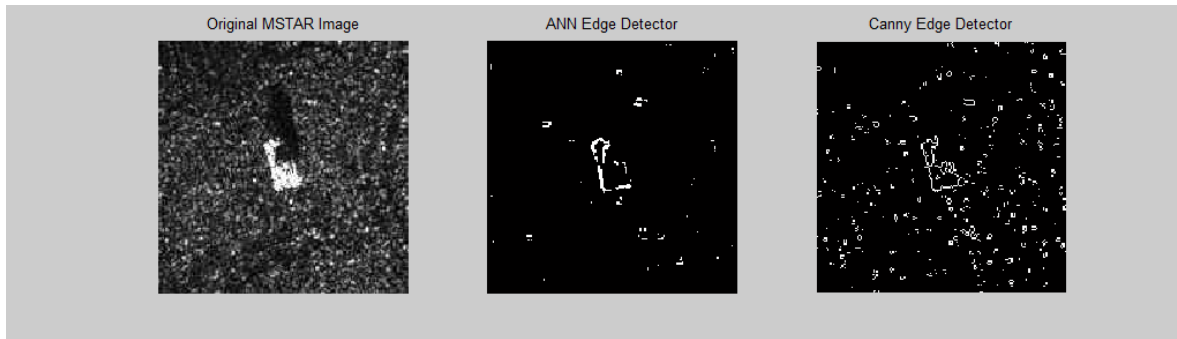 Original MSTAR Image
ANN Edge Detector
Canny Edge Detector